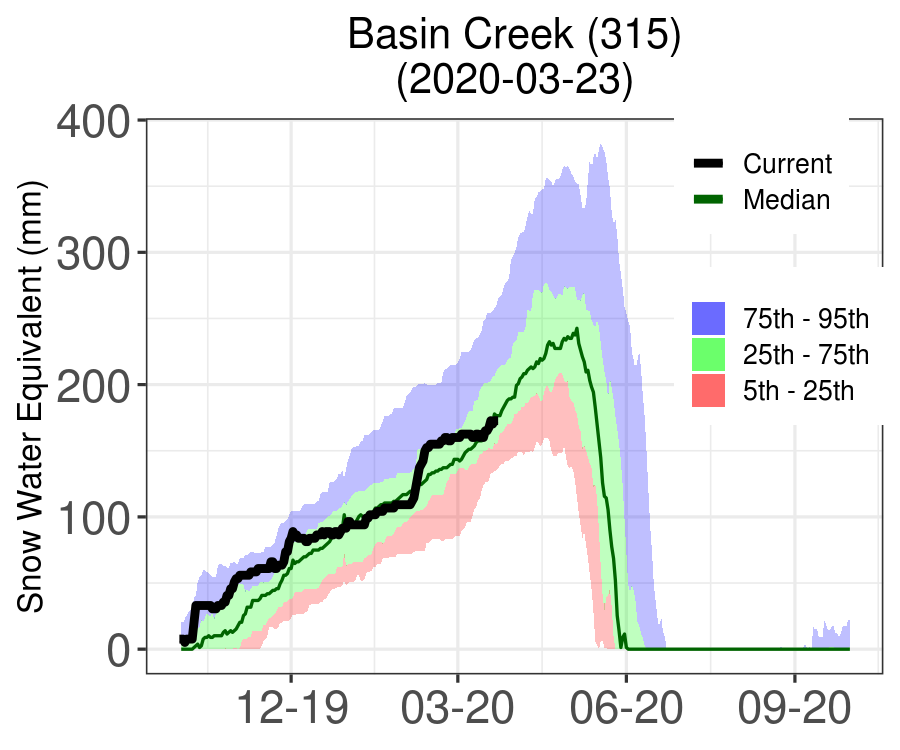 Basin Creek (315)
(2020-03-23)
Snow Water Equivalent (mm)
400
300
200
100
0
12-19
03-20
06-20
09-20
Current
Median
75th - 95th
25th - 75th
5th - 25th